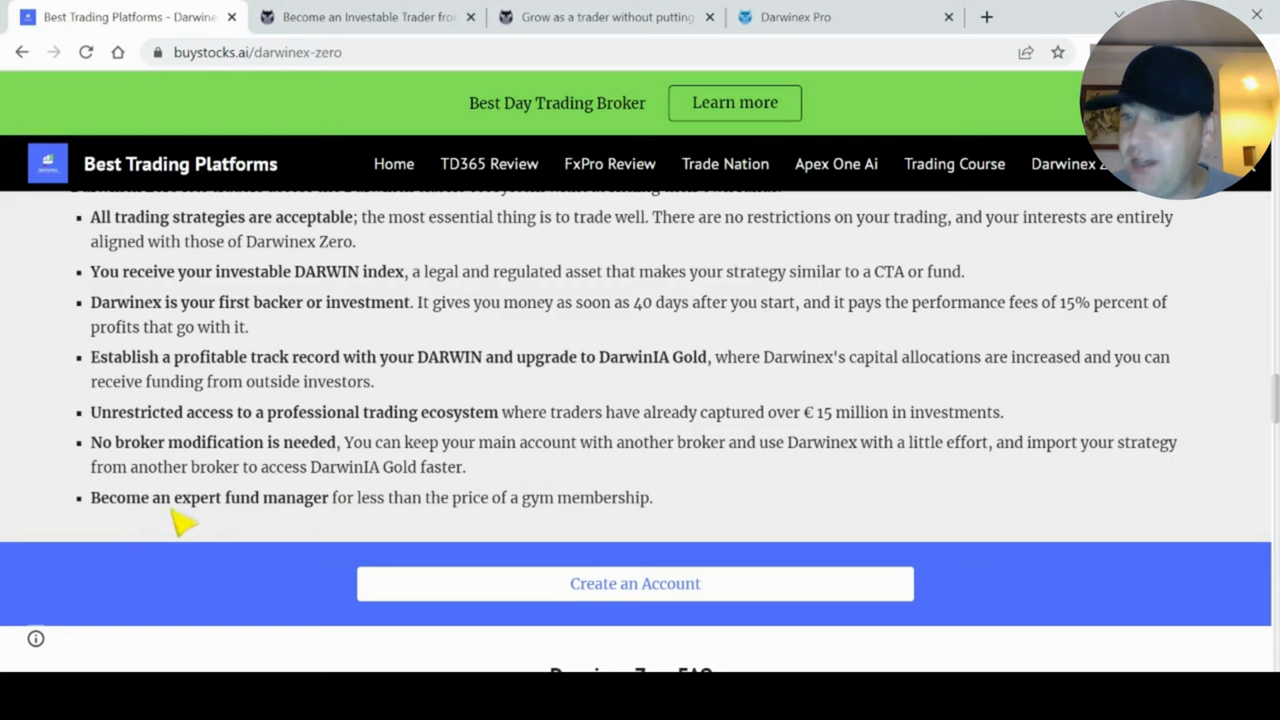 Best Trading Platforms - Darwine
Become an Investable Trader fro
Grow as a trader without putting
Darwinex Pro
buystocks.ai/darwinex-zero
Best Day Trading Broker
Learn more
Best Trading Platforms
Home
TD365 Review
FxPro Review
Trade Nation
Apex One Ai
Trading Course
Darwinex Z
All trading strategies are acceptable; the most essential thing is to trade well. There are no restrictions on your trading, and your interests are entirely
aligned with those of Darwinex Zero.
You receive your investable DARWIN index, a legal and regulated asset that makes your strategy similar to a CTA or fund.
Darwinex is your first backer or investment. It gives you money as soon as 40 days after you start, and it pays the performance fees of 15% percent of
profits that go with it.
Establish a profitable track record with your DARWIN and upgrade to DarwinIA Gold, where Darwinex's capital allocations are increased and you can
receive funding from outside investors.
Unrestricted access to a professional trading ecosystem where traders have already captured over € 15 million in investments.
No broker modification is needed, You can keep your main account with another broker and use Darwinex with a little effort, and import your strategy
from another broker to access DarwinIA Gold faster.
Become an expert fund manager for less than the price of a gym membership.
Create an Account